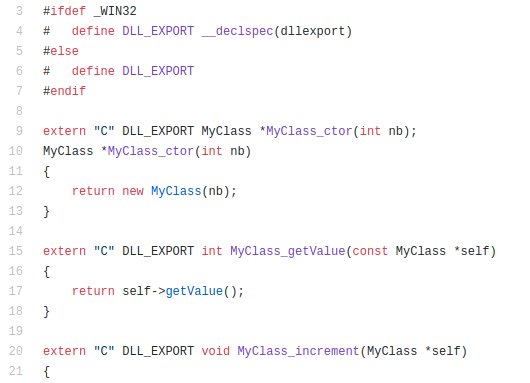 3 #ifdef _WIN32
4 #   define DLL_EXPORT __declspec(dllexport)
5 #else
6 #   define DLL_EXPORT
7 #endif
8
9 extern "C" DLL_EXPORT MyClass *MyClass_ctor(int nb);
10 MyClass *MyClass_ctor(int nb)
11 {
12     return new MyClass(nb);
13 }
14
15 extern "C" DLL_EXPORT int MyClass_getValue(const MyClass *self)
16 {
17     return self->getValue();
18 }
19
20 extern "C" DLL_EXPORT void MyClass_increment(MyClass *self)
21 {